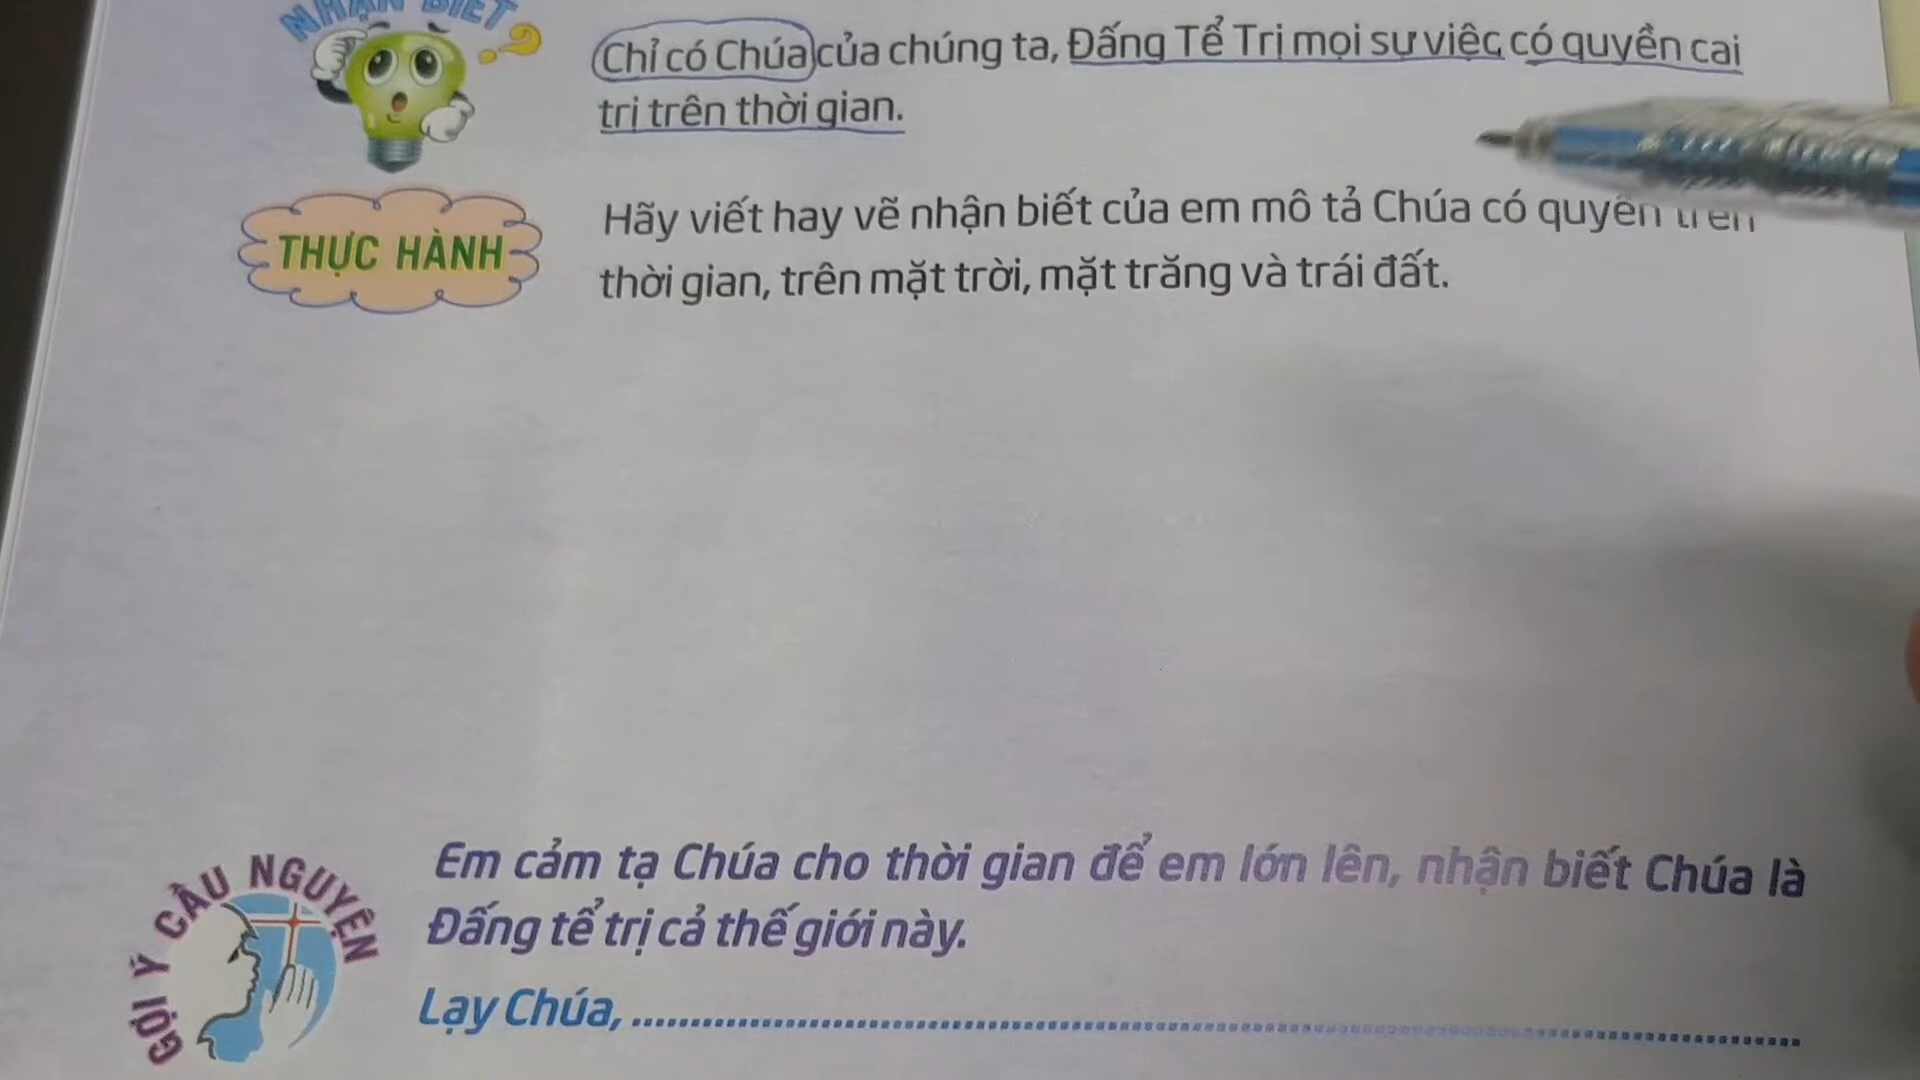 NHẬN BIẾT
Chỉ có Chúa của chúng ta, Đấng Tể Trị mọi sự việc có quyền cai
trị trên thời gian.
THỰC HÀNH
Hãy viết hay vẽ nhận biết của em mô tả Chúa có quyền trên
thời gian, trên mặt trời, mặt trăng và trái đất.
GỢI Ý CẦU NGUYỆN
Em cảm tạ Chúa cho thời gian để em lớn lên, nhận biết Chúa là
Đấng tể trị cả thế giới này.
Lạy Chúa, ................................................................